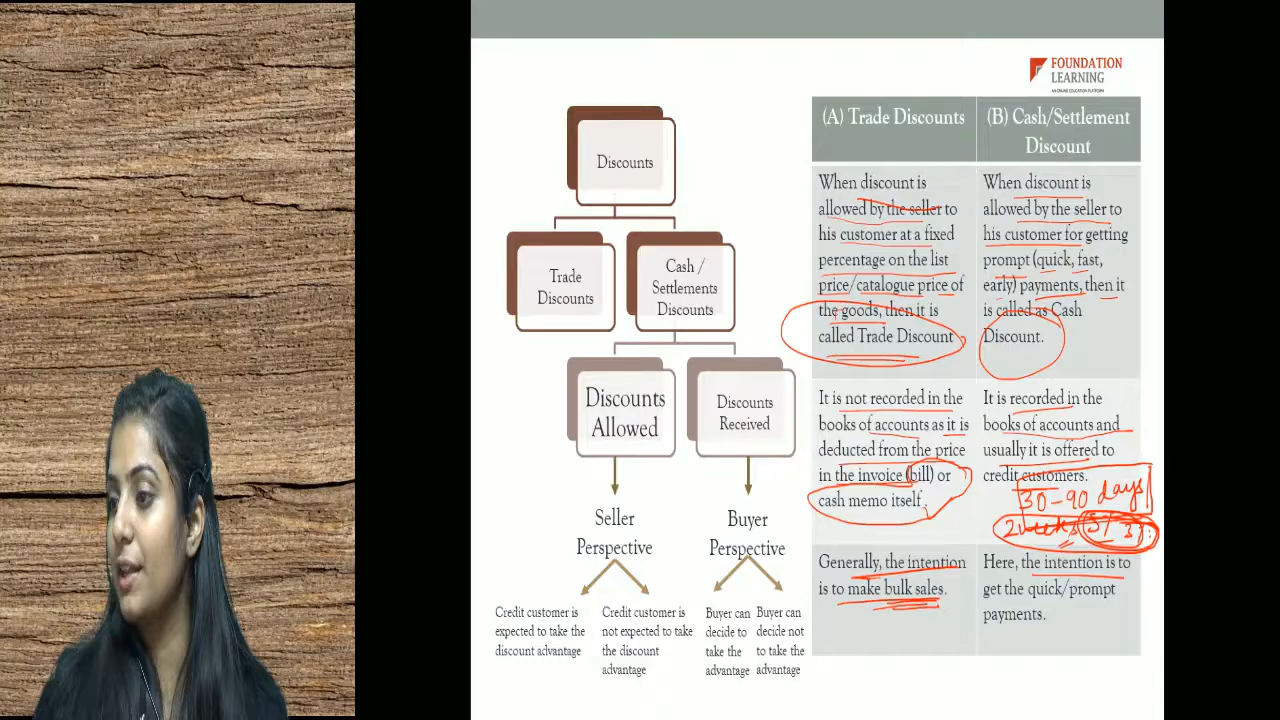 FOUNDATION
LEARNING
AN ONLINE EDUCATION PLATFORM
Discounts
Trade
Discounts
Cash /
Settlements
Discounts
Discounts
Allowed
Discounts
Received
Seller
Perspective
Buyer
Perspective
Credit customer is
expected to take the
discount advantage
Credit customer is
not expected to take
the discount
advantage
Buyer can
decide to
take the
advantage
Buyer can
decide not
to take the
advantage
(A) Trade Discounts
(B) Cash/Settlement
Discount
When discount is
allowed by the seller to
his customer at a fixed
percentage on the list
price/catalogue price of
the goods, then it is
called Trade Discount
When discount is
allowed by the seller to
his customer for getting
prompt (quick, fast,
early) payments, then it
is called as Cash
Discount.
It is not recorded in the
books of accounts as it is
deducted from the price
in the invoice (bill) or
cash memo itself.
It is recorded in the
books of accounts and
usually it is offered to
credit customers.
30-90 days
2 weeks
Generally, the intention
is to make bulk sales.
Here, the intention is to
get the quick/prompt
payments.